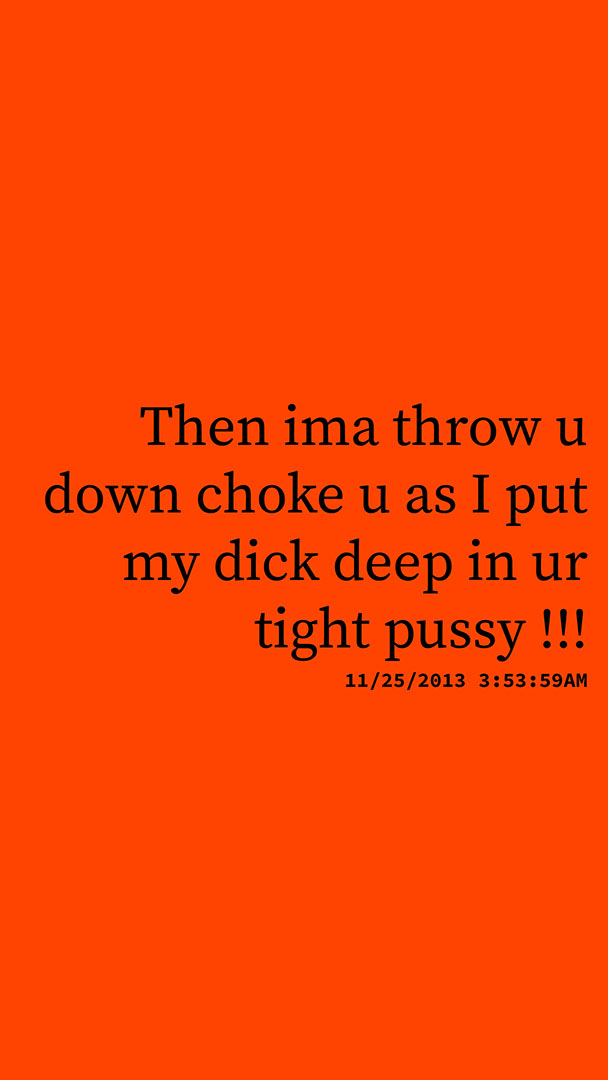 Then ima throw u
down choke u as I put
my dick deep in ur
tight pussy !!!
11/25/2013 3:53:59AM